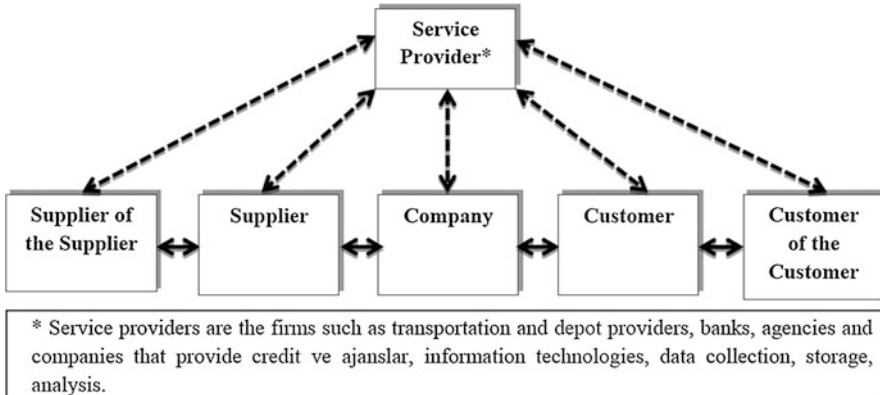 Service
Provider*
Supplier of
the Supplier
Supplier
Company
Customer
Customer
of the
Customer
* Service providers are the firms such as transportation and depot providers, banks, agencies and
companies that provide credit ve ajanslar, information technologies, data collection, storage,
analysis.